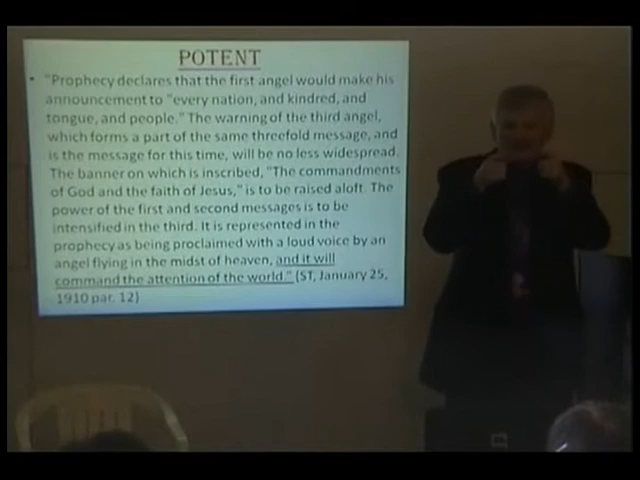 POTENT
• "Prophecy declares that the first angel would make his
announcement to "every nation, and kindred, and
tongue, and people." The warning of the third angel,
which forms a part of the same threefold message, and
is the message for this time, will be no less widespread.
The banner on which is inscribed, "The commandments
of God and the faith of Jesus," is to be raised aloft. The
power of the first and second messages is to be
intensified in the third. It is represented in the
prophecy as being proclaimed with a loud voice by an
angel flying in the midst of heaven, and it will
command the attention of the world." {ST, January 25,
1910 par. 12}